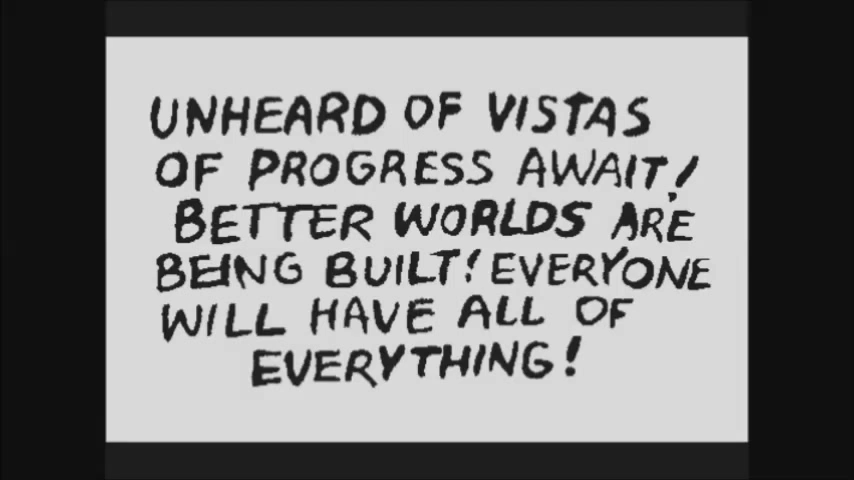 UNHEARD OF VISTAS
OF PROGRESS AWAIT!
BETTER WORLDS ARE
BEING BUILT! EVERYONE
WILL HAVE ALL OF
EVERYTHING!